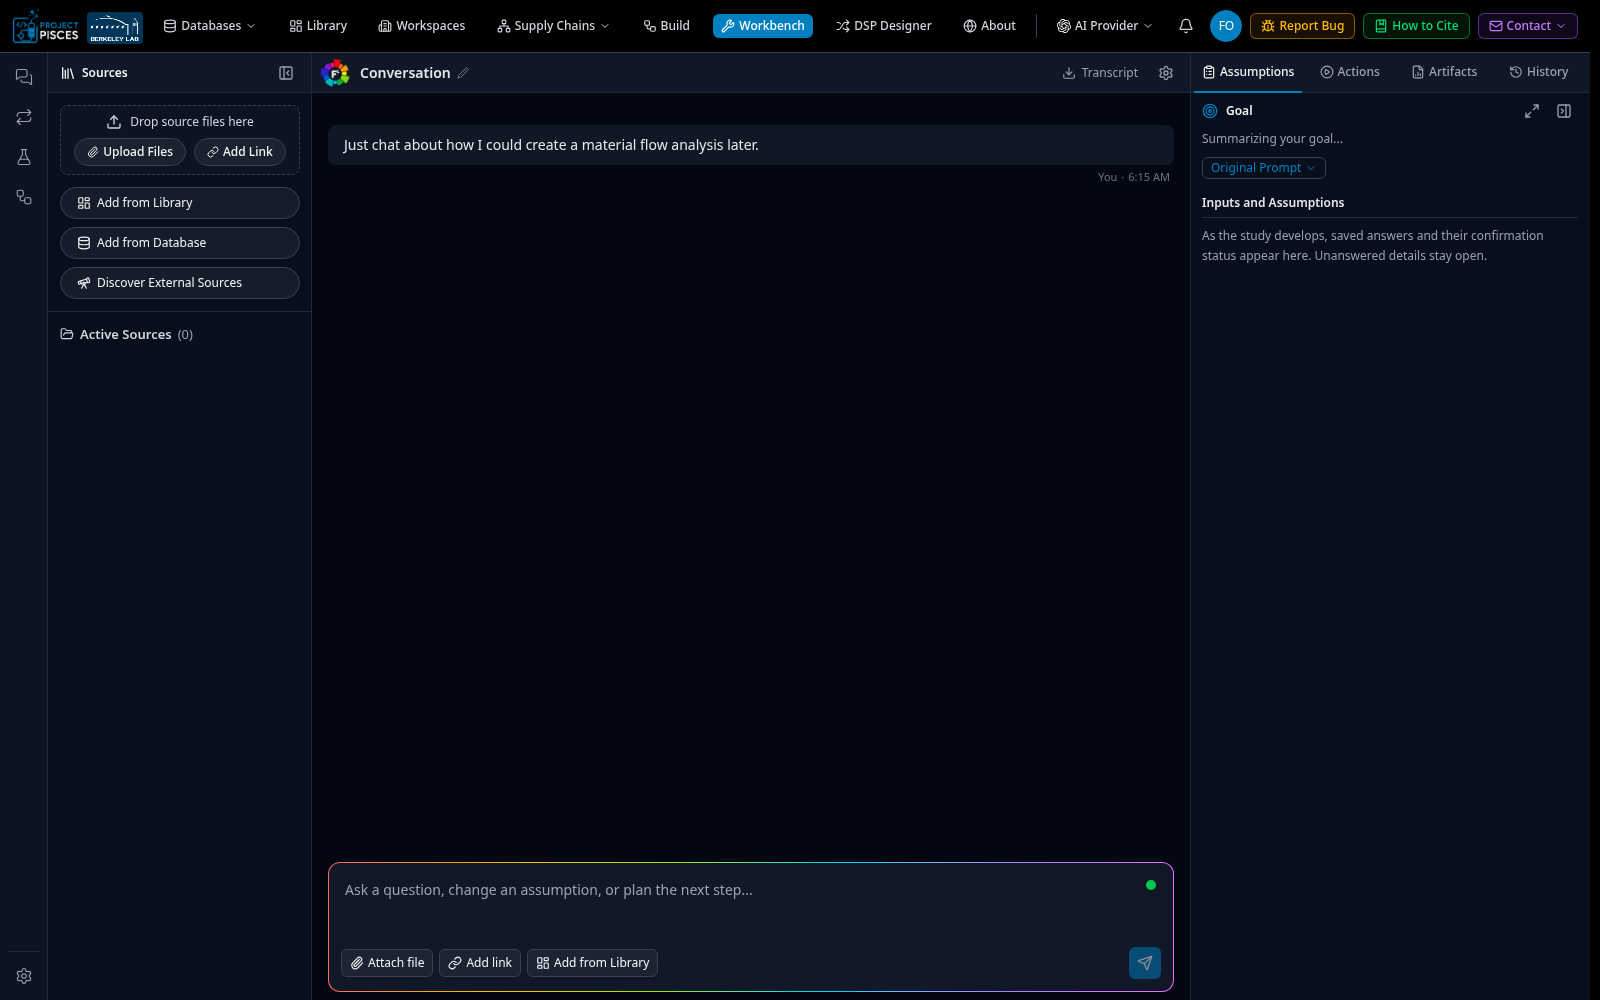 PROJECT
PISCES
BERKELEY LAB
Databases
Library
Workspaces
Supply Chains
Build
Workbench
DSP Designer
About
AI Provider
FO
Report Bug
How to Cite
Contact
Sources
Drop source files here
Upload Files
Add Link
Add from Library
Add from Database
Discover External Sources
Active Sources (0)
Conversation
Transcript
Just chat about how I could create a material flow analysis later.
You · 6:15 AM
Ask a question, change an assumption, or plan the next step...
Attach file
Add link
Add from Library
Assumptions
Actions
Artifacts
History
Goal
Summarizing your goal...
Original Prompt
Inputs and Assumptions
As the study develops, saved answers and their confirmation
status appear here. Unanswered details stay open.